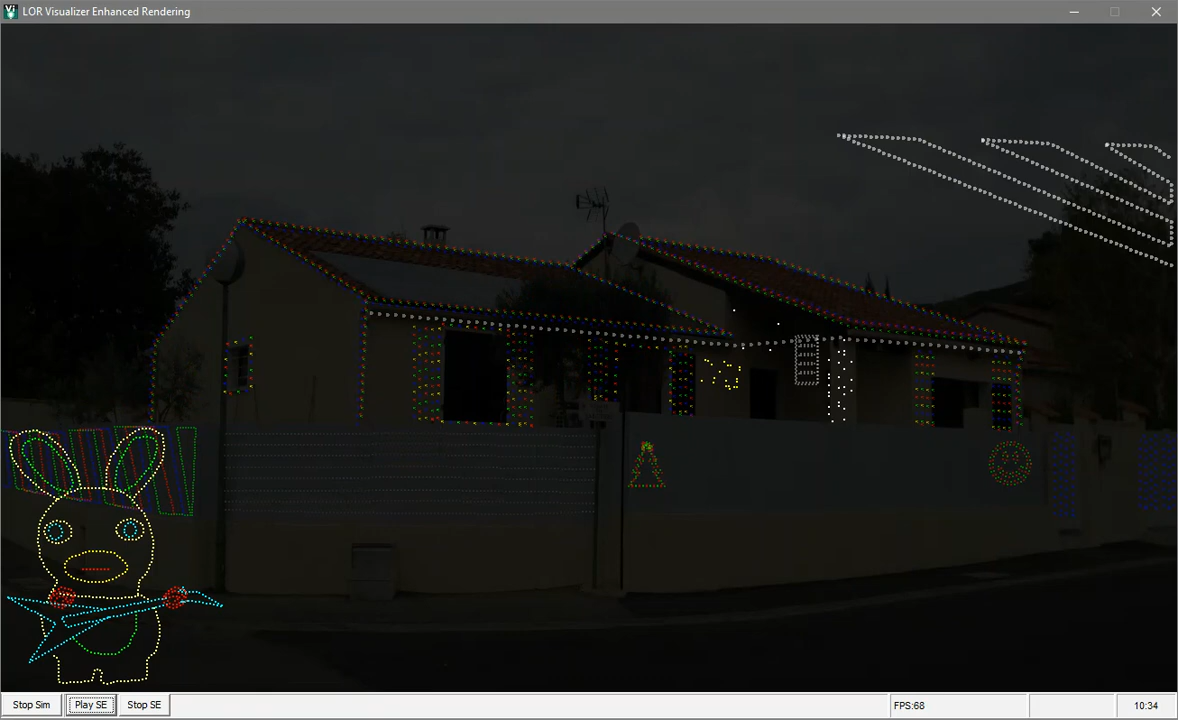 LOR Visualizer Enhanced Rendering
Stop Sim
Play SE
Stop SE
FPS:68
10:34